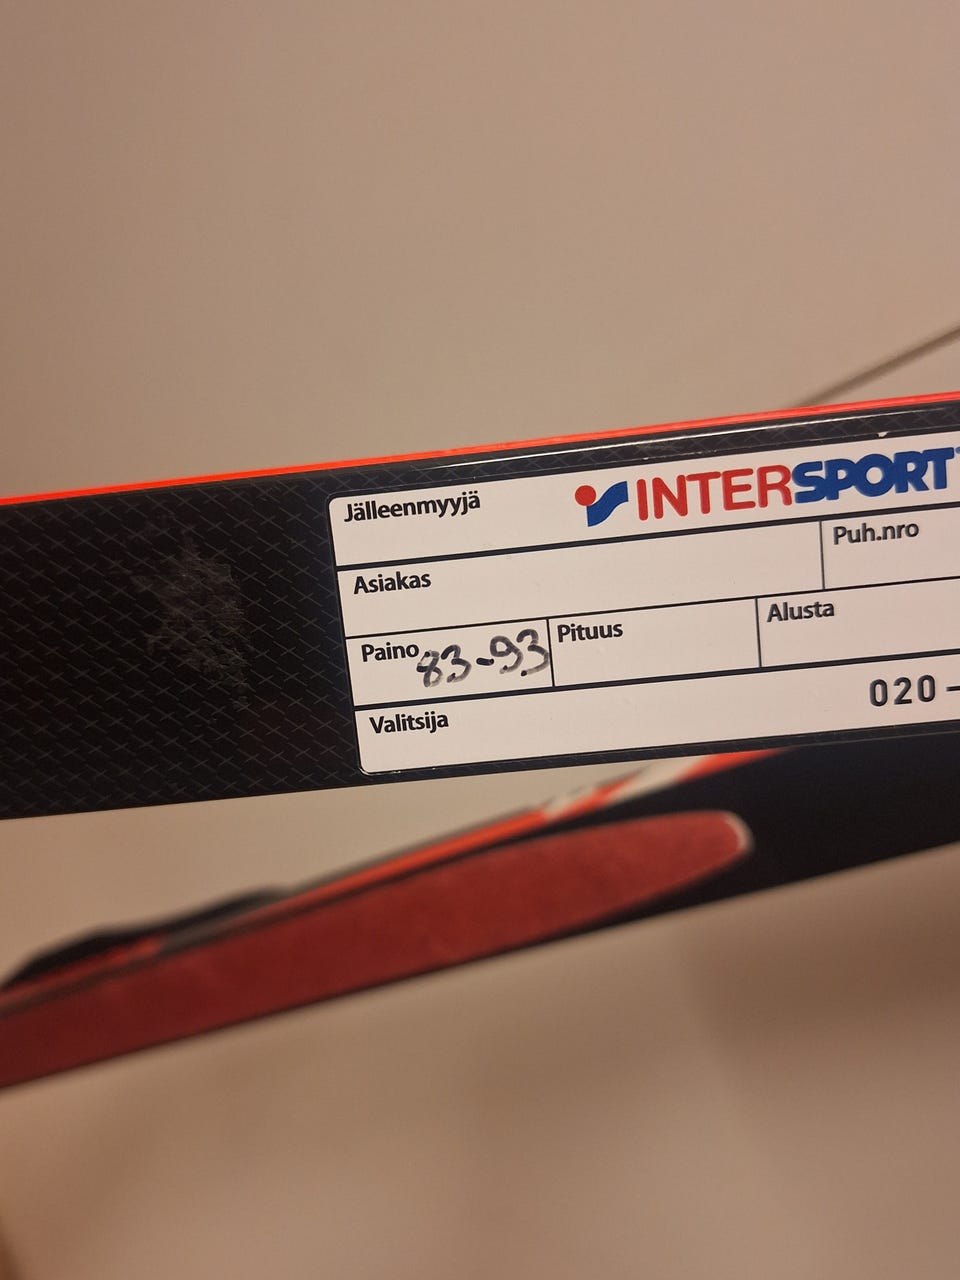 Jälleenmyyjä INTERSPORT
Asiakas Puh.nro
Paino 83-93 Pituus Alusta
Valitsija 020-